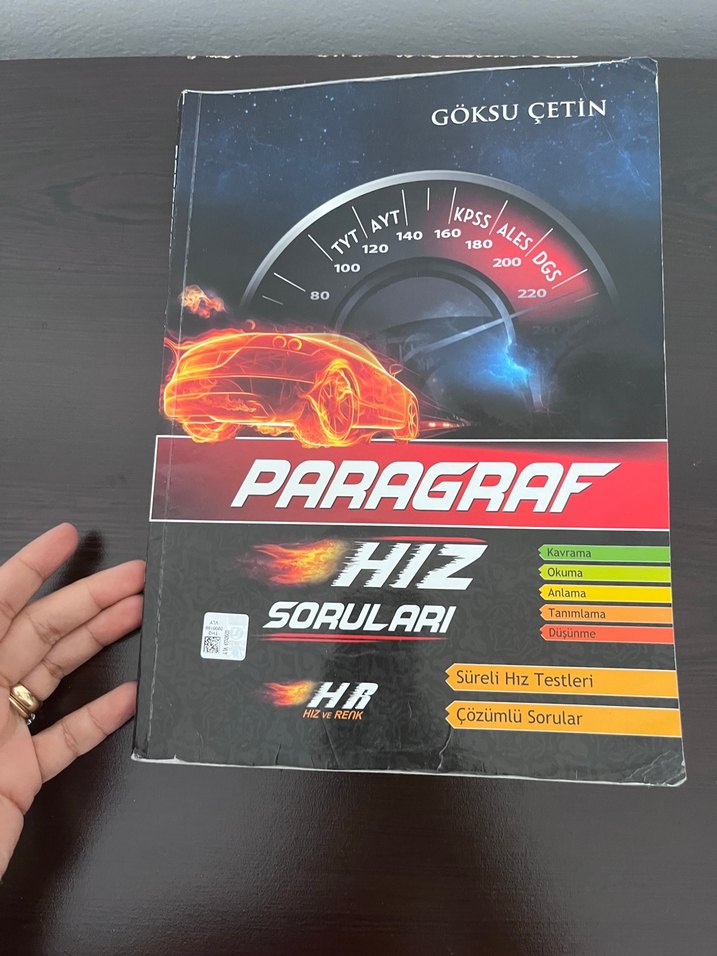 GÖKSU ÇETİN
TYT
AYT
KPSS
ALES
DGS
80
100
120
140
160
180
200
220
240
PARAGRAF
HIZ
SORULARI
Kavrama
Okuma
Anlama
Tanımlama
Düşünme
Süreli Hız Testleri
Çözümlü Sorular
HR
HIZ VE RENK